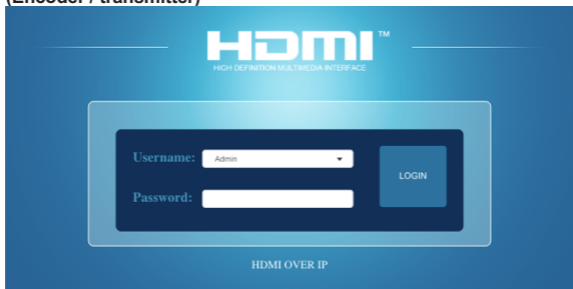 (Encoder / transmitter)
HDMI™
HIGH DEFINITION MULTIMEDIA INTERFACE
Username: Admin
LOGIN
Password:
HDMI OVER IP